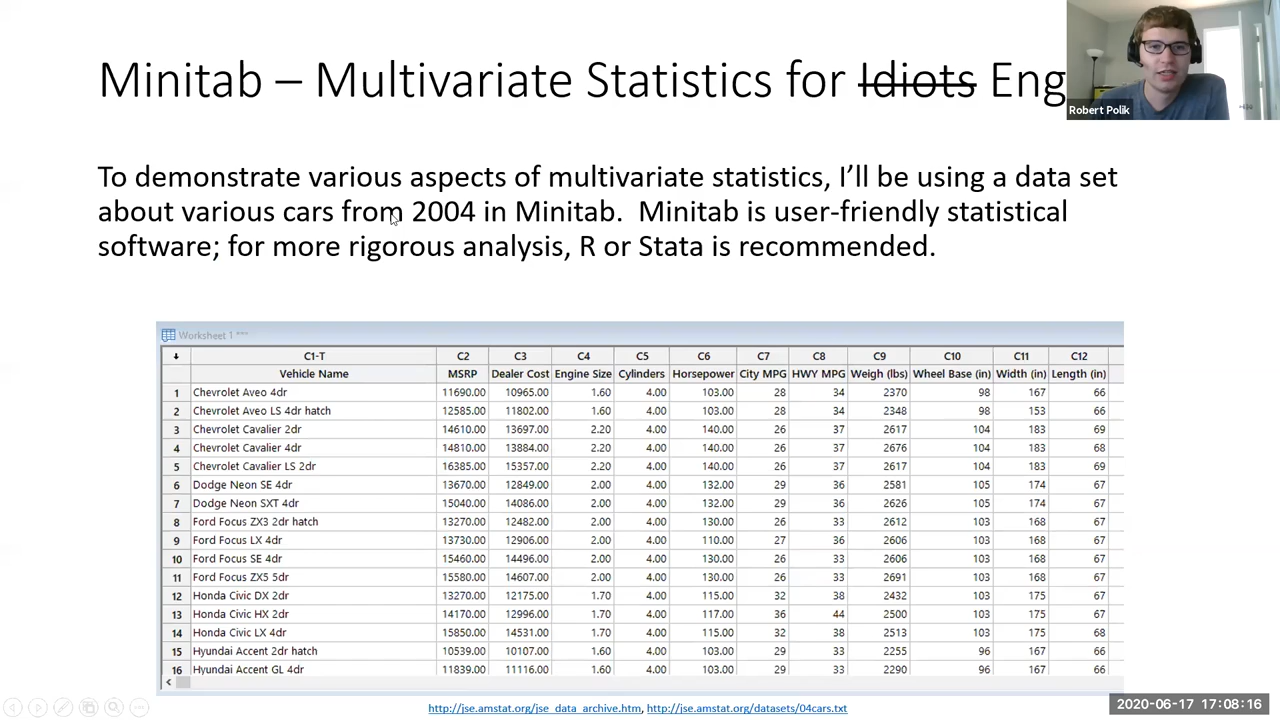 Minitab – Multivariate Statistics for Idiots Eng
Robert Polik
To demonstrate various aspects of multivariate statistics, I'll be using a data set
about various cars from 2004 in Minitab. Minitab is user-friendly statistical
software; for more rigorous analysis, R or Stata is recommended.
Worksheet 1 ***
C1-T C2 C3 C4 C5 C6 C7 C8 C9 C10 C11 C12
Vehicle Name MSRP Dealer Cost Engine Size Cylinders Horsepower City MPG HWY MPG Weigh (lbs) Wheel Base (in) Width (in) Length (in)
1 Chevrolet Aveo 4dr 11690.00 10965.00 1.60 4.00 103.00 28 34 2370 98 167 66
2 Chevrolet Aveo LS 4dr hatch 12585.00 11802.00 1.60 4.00 103.00 28 34 2348 98 153 66
3 Chevrolet Cavalier 2dr 14610.00 13697.00 2.20 4.00 140.00 26 37 2617 104 183 69
4 Chevrolet Cavalier 4dr 14810.00 13884.00 2.20 4.00 140.00 26 37 2676 104 183 68
5 Chevrolet Cavalier LS 2dr 16385.00 15357.00 2.20 4.00 140.00 26 37 2617 104 183 69
6 Dodge Neon SE 4dr 13670.00 12849.00 2.00 4.00 132.00 29 36 2581 105 174 67
7 Dodge Neon SXT 4dr 15040.00 14086.00 2.00 4.00 132.00 29 36 2626 105 174 67
8 Ford Focus ZX3 2dr hatch 13270.00 12482.00 2.00 4.00 130.00 26 33 2612 103 168 67
9 Ford Focus LX 4dr 13730.00 12906.00 2.00 4.00 110.00 27 36 2606 103 168 67
10 Ford Focus SE 4dr 15460.00 14496.00 2.00 4.00 130.00 26 33 2606 103 168 67
11 Ford Focus ZX5 5dr 15580.00 14607.00 2.00 4.00 130.00 26 33 2691 103 168 67
12 Honda Civic DX 2dr 13270.00 12175.00 1.70 4.00 115.00 32 38 2432 103 175 67
13 Honda Civic HX 2dr 14170.00 12996.00 1.70 4.00 117.00 36 44 2500 103 175 67
14 Honda Civic LX 4dr 15850.00 14531.00 1.70 4.00 115.00 32 38 2513 103 175 68
15 Hyundai Accent 2dr hatch 10539.00 10107.00 1.60 4.00 103.00 29 33 2255 96 167 66
16 Hyundai Accent GL 4dr 11839.00 11116.00 1.60 4.00 103.00 29 33 2290 96 167 66
http://jse.amstat.org/jse_data_archive.htm, http://jse.amstat.org/datasets/04cars.txt
2020-06-17 17:08:16